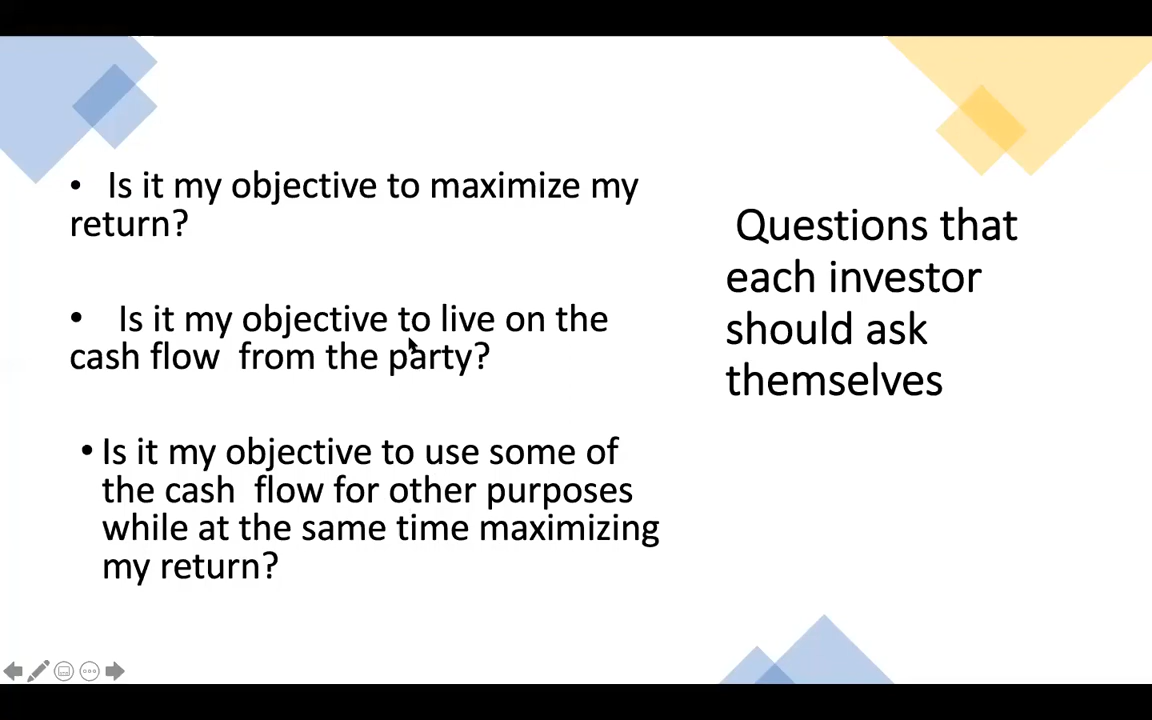 • Is it my objective to maximize my
return?
• Is it my objective to live on the
cash flow from the party?
• Is it my objective to use some of
the cash flow for other purposes
while at the same time maximizing
my return?
Questions that
each investor
should ask
themselves